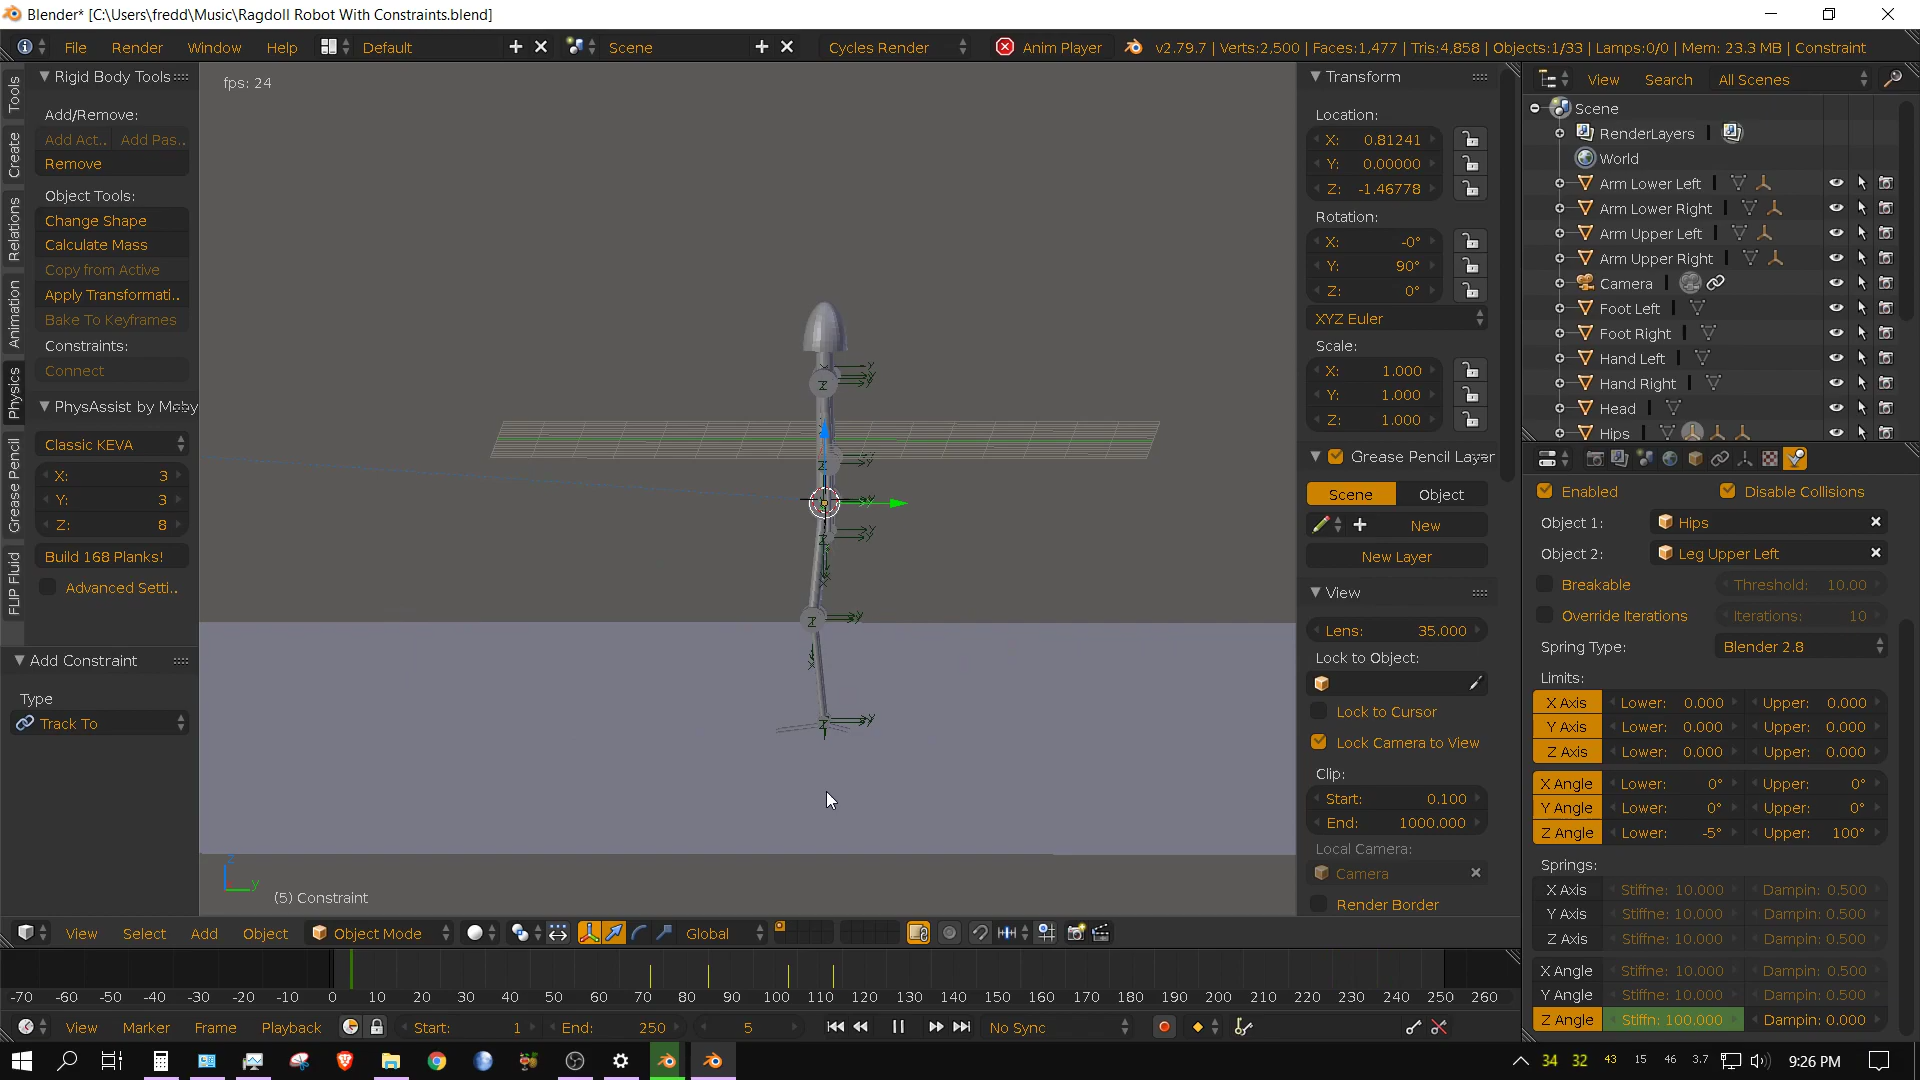 Blender* [C:\Users\fredd\Music\Ragdoll Robot With Constraints.blend]
File Render Window Help Default Scene Cycles Render Anim Player v2.79.7 | Verts:2,500 | Faces:1,477 | Tris:4,858 | Objects:1/33 | Lamps:0/0 | Mem: 23.3 MB | Constraint
Tools
Create
Relations
Animation
Physics
Grease Pencil
FLIP Fluid
Rigid Body Tools
Add/Remove:
Add Act.. Add Pas..
Remove
Object Tools:
Change Shape
Calculate Mass
Copy from Active
Apply Transformati..
Bake To Keyframes
Constraints:
Connect
PhysAssist by Moby
Classic KEVA
X: 3
Y: 3
Z: 8
Build 168 Planks!
Advanced Setti..
Add Constraint
Type
Track To
fps: 24
(5) Constraint
Transform
Location:
X: 0.81241
Y: 0.00000
Z: -1.46778
Rotation:
X: -0°
Y: 90°
Z: 0°
XYZ Euler
Scale:
X: 1.000
Y: 1.000
Z: 1.000
Grease Pencil Layer
Scene Object
New
New Layer
View
Lens: 35.000
Lock to Object:
Lock to Cursor
Lock Camera to View
Clip:
Start: 0.100
End: 1000.000
Local Camera:
Camera
Render Border
View Search All Scenes
Scene
RenderLayers
World
Arm Lower Left
Arm Lower Right
Arm Upper Left
Arm Upper Right
Camera
Foot Left
Foot Right
Hand Left
Hand Right
Head
Hips
Enabled Disable Collisions
Object 1: Hips
Object 2: Leg Upper Left
Breakable Threshold: 10.00
Override Iterations Iterations: 10
Spring Type: Blender 2.8
Limits:
X Axis Lower: 0.000 Upper: 0.000
Y Axis Lower: 0.000 Upper: 0.000
Z Axis Lower: 0.000 Upper: 0.000
X Angle Lower: 0° Upper: 0°
Y Angle Lower: 0° Upper: 0°
Z Angle Lower: -5° Upper: 100°
Springs:
X Axis Stiffne: 10.000 Dampin: 0.500
Y Axis Stiffne: 10.000 Dampin: 0.500
Z Axis Stiffne: 10.000 Dampin: 0.500
X Angle Stiffne: 10.000 Dampin: 0.500
Y Angle Stiffne: 10.000 Dampin: 0.500
Z Angle Stiffn: 100.000 Dampin: 0.000
View Select Add Object Object Mode Global
-70 -60 -50 -40 -30 -20 -10 0 10 20 30 40 50 60 70 80 90 100 110 120 130 140 150 160 170 180 190 200 210 220 230 240 250 260
View Marker Frame Playback Start: 1 End: 250 5 No Sync
34 32 43 15 46 3.7 9:26 PM